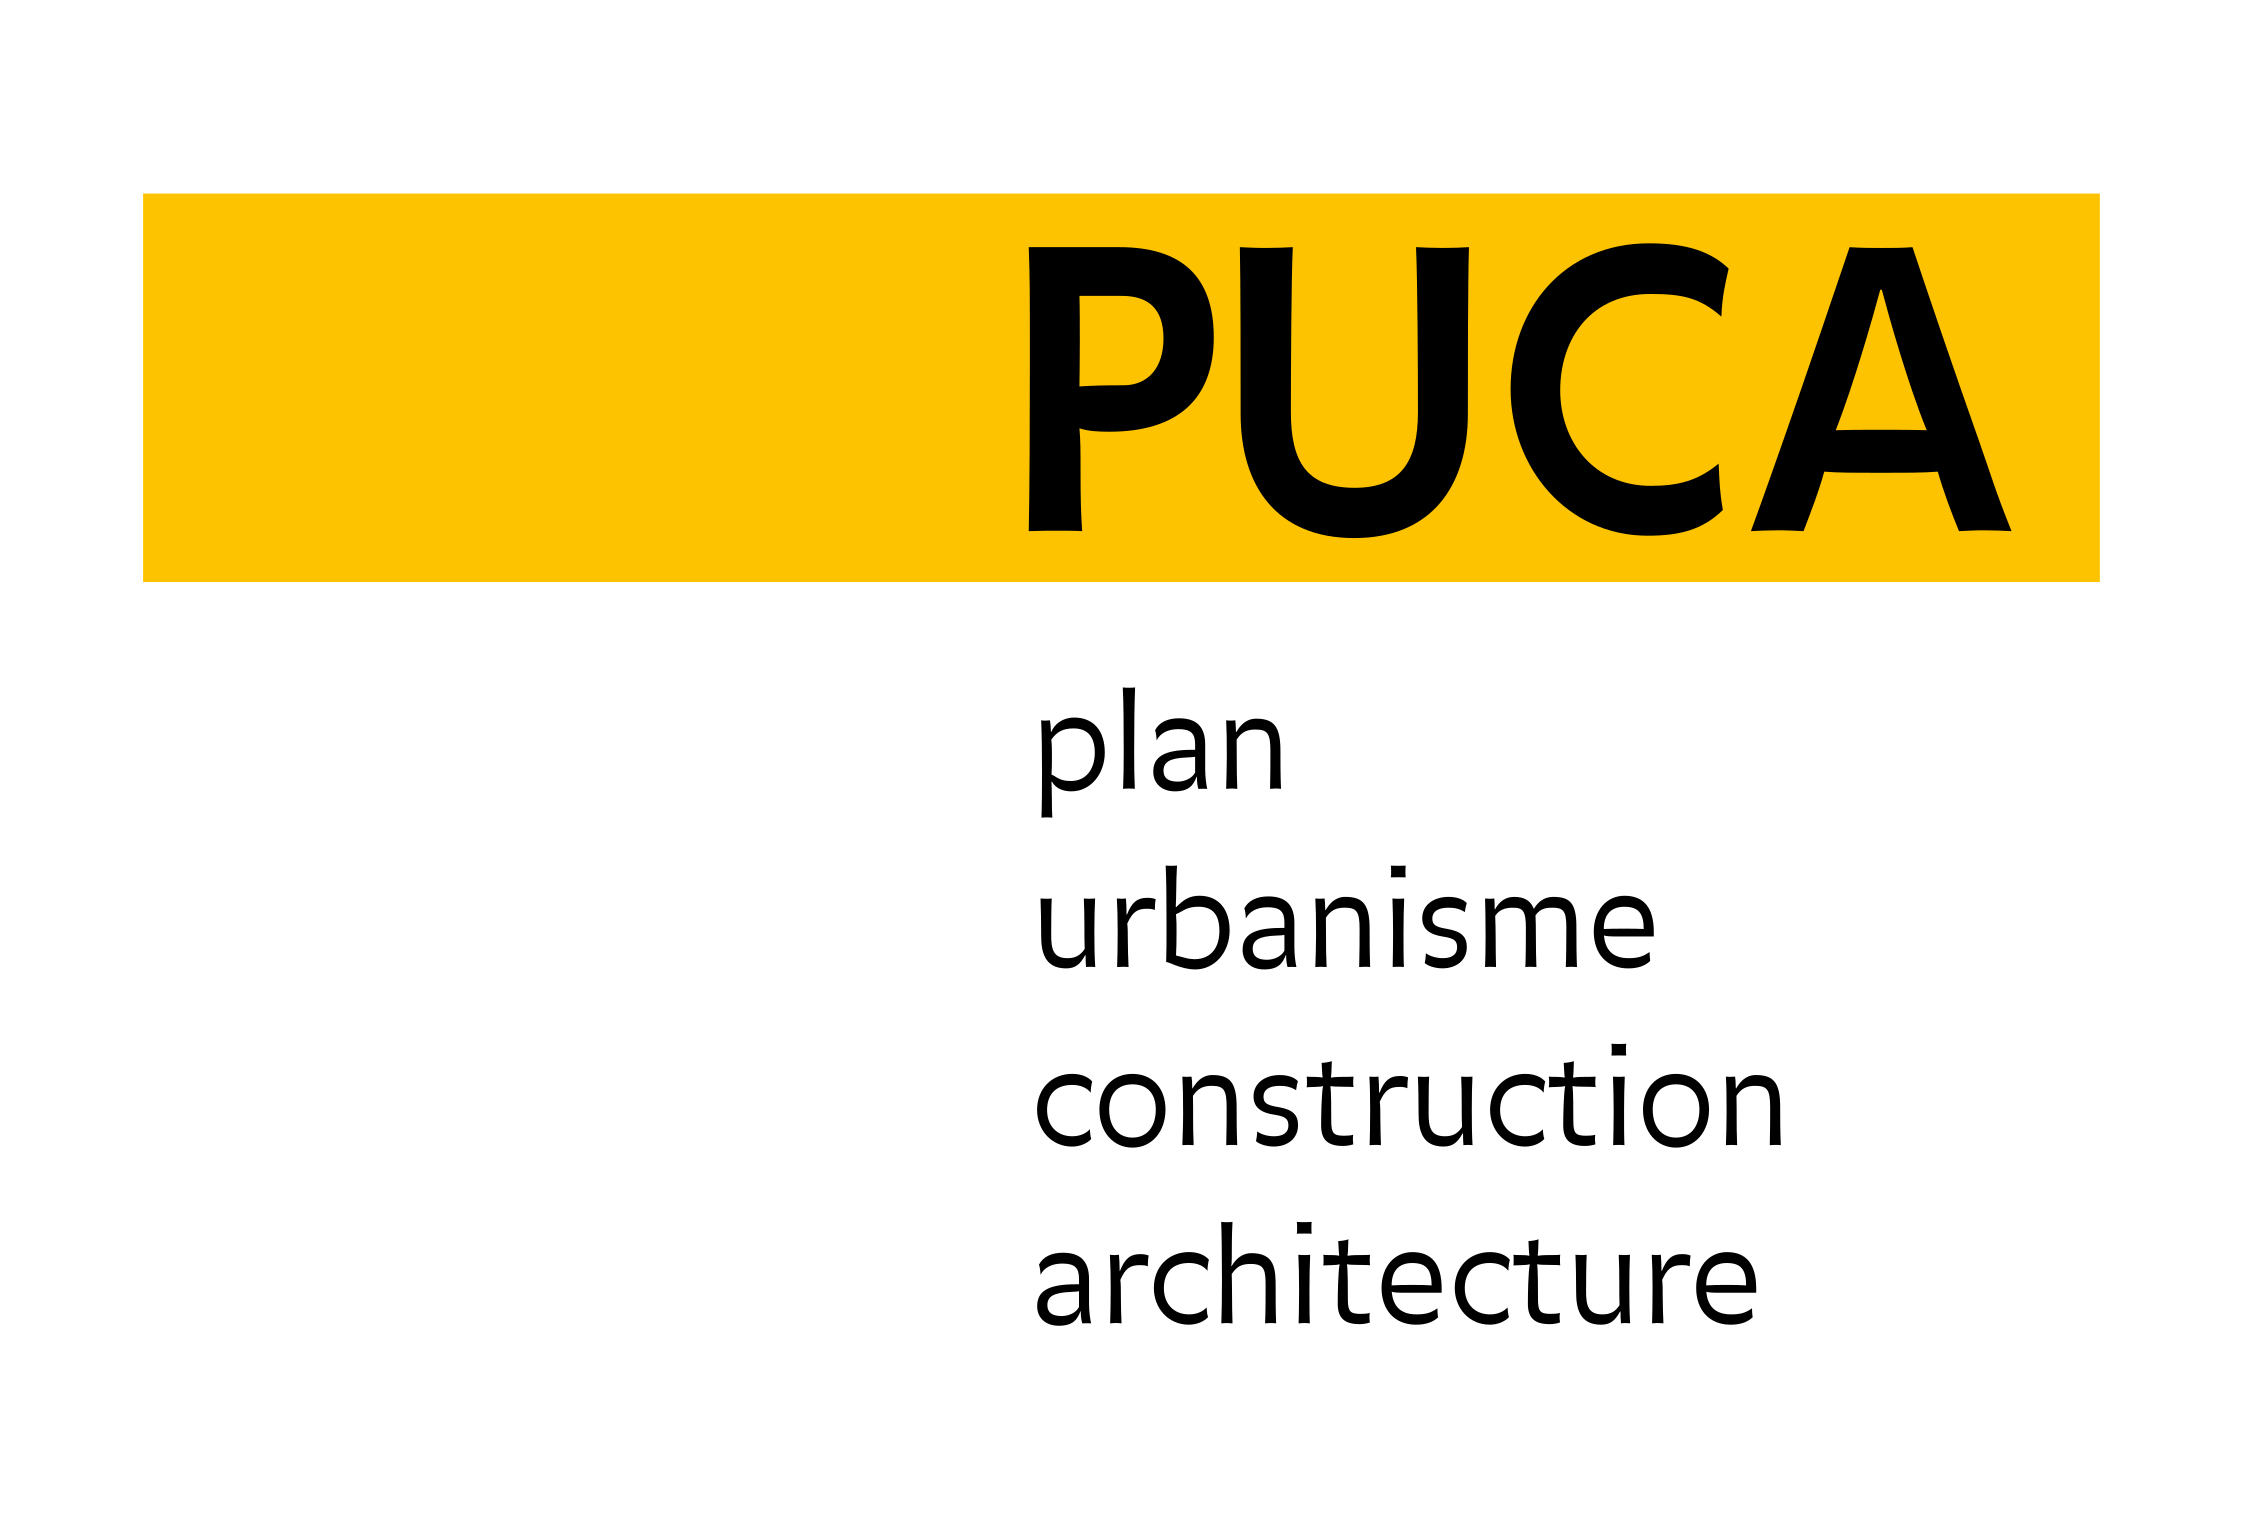 PUCA
plan
urbanisme
construction
architecture